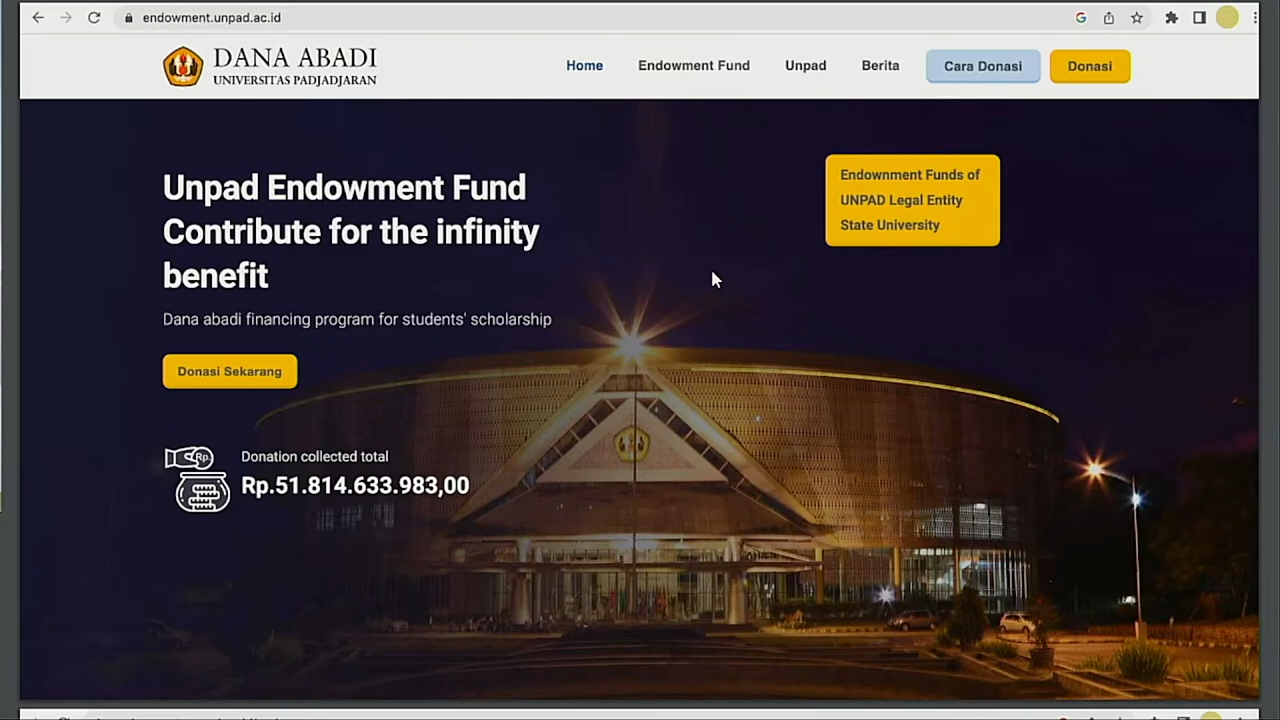 endowment.unpad.ac.id
DANA ABADI
UNIVERSITAS PADJADJARAN
Home
Endowment Fund
Unpad
Berita
Cara Donasi
Donasi
Unpad Endowment Fund
Contribute for the infinity
benefit
Dana abadi financing program for students' scholarship
Donasi Sekarang
Endownment Funds of
UNPAD Legal Entity
State University
Rp
Donation collected total
Rp.51.814.633.983,00